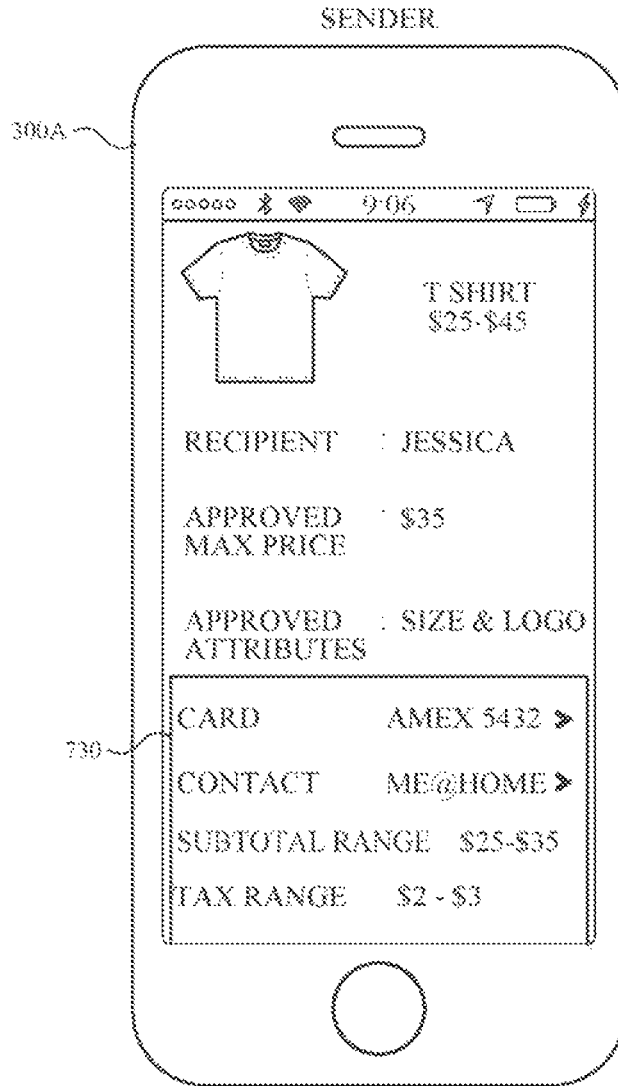 SENDER
300A
9:06
T SHIRT
$25-$45
RECIPIENT : JESSICA
APPROVED : $35
MAX PRICE
APPROVED : SIZE & LOGO
ATTRIBUTES
730
CARD AMEX 5432 >
CONTACT ME@HOME >
SUBTOTAL RANGE $25-$35
TAX RANGE $2 - $3